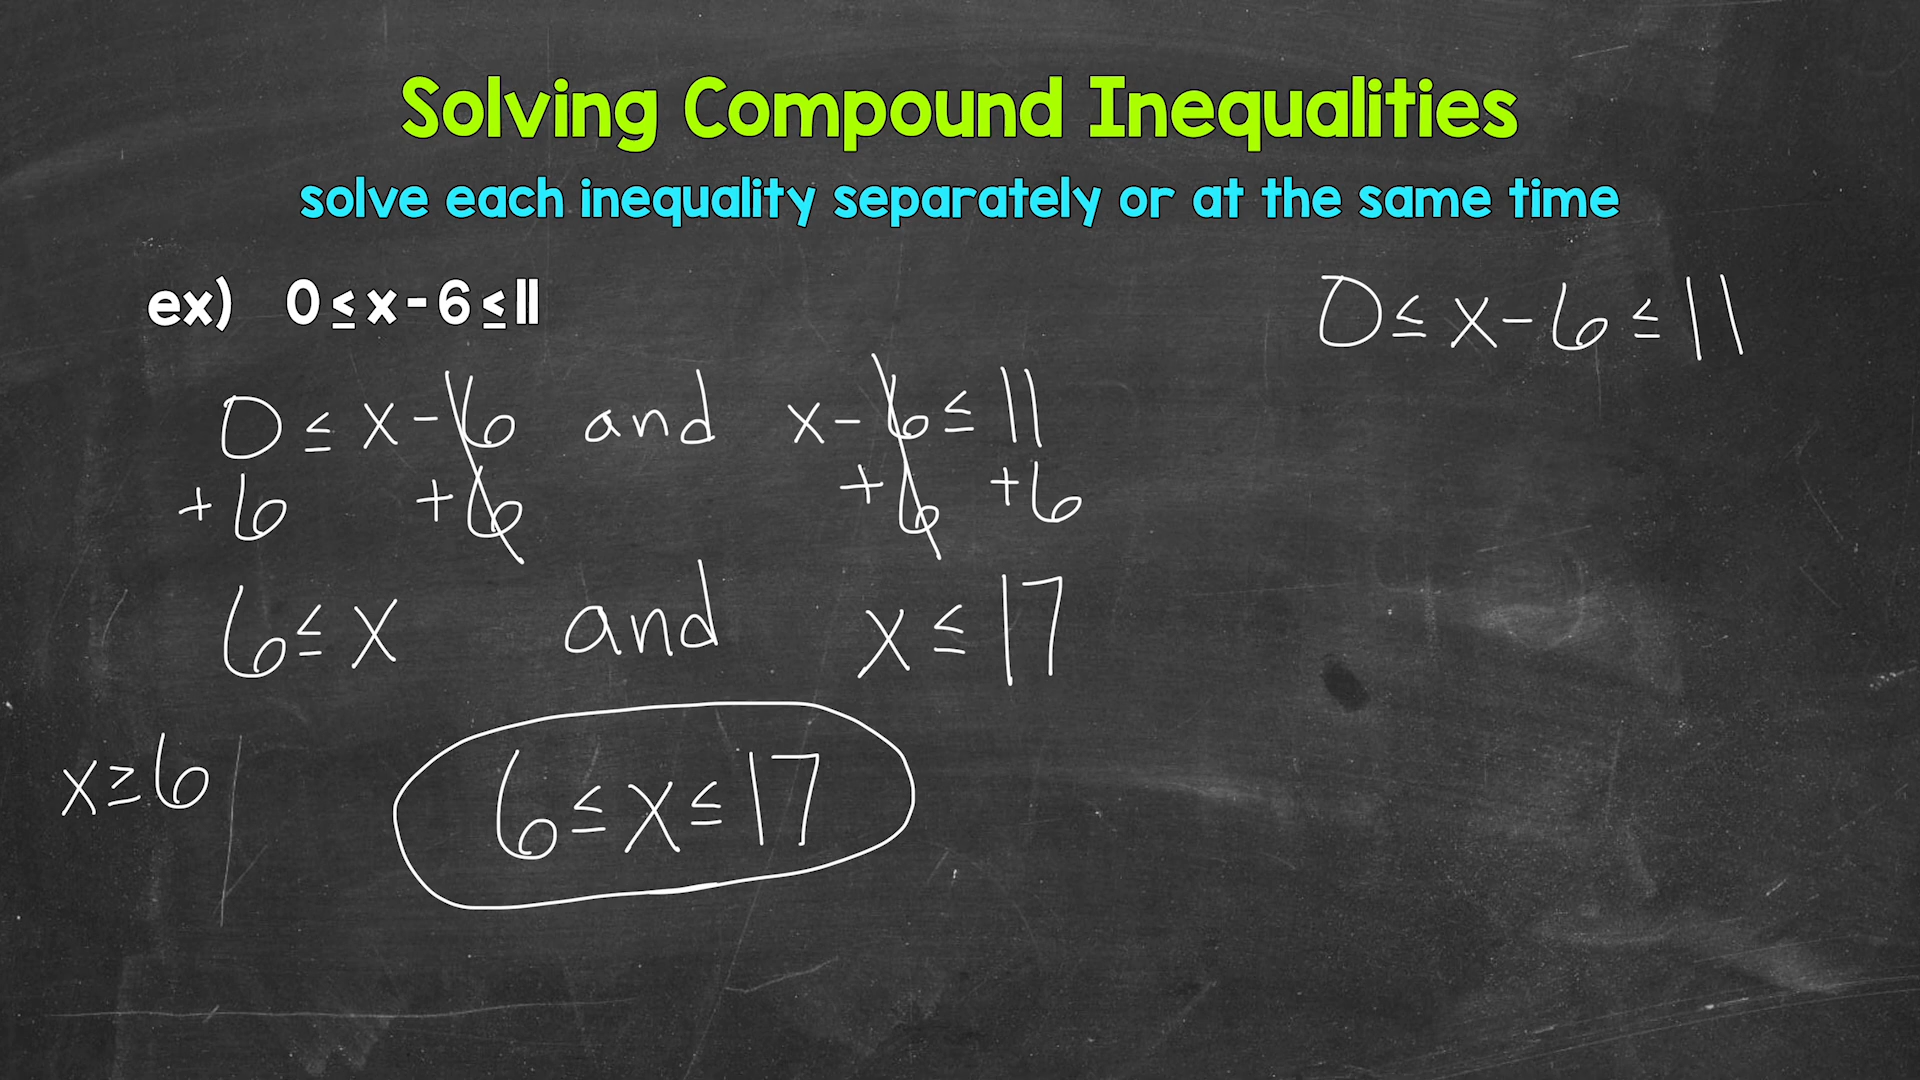 Solving Compound Inequalities
solve each inequality separately or at the same time
ex) 0 ≤ x - 6 ≤ 11
0 ≤ x - 6 ≤ 11
0 ≤ x - 6 and x - 6 ≤ 11
+6 +6 +6 +6
6 ≤ x and x ≤ 17
x ≥ 6
6 ≤ x ≤ 17